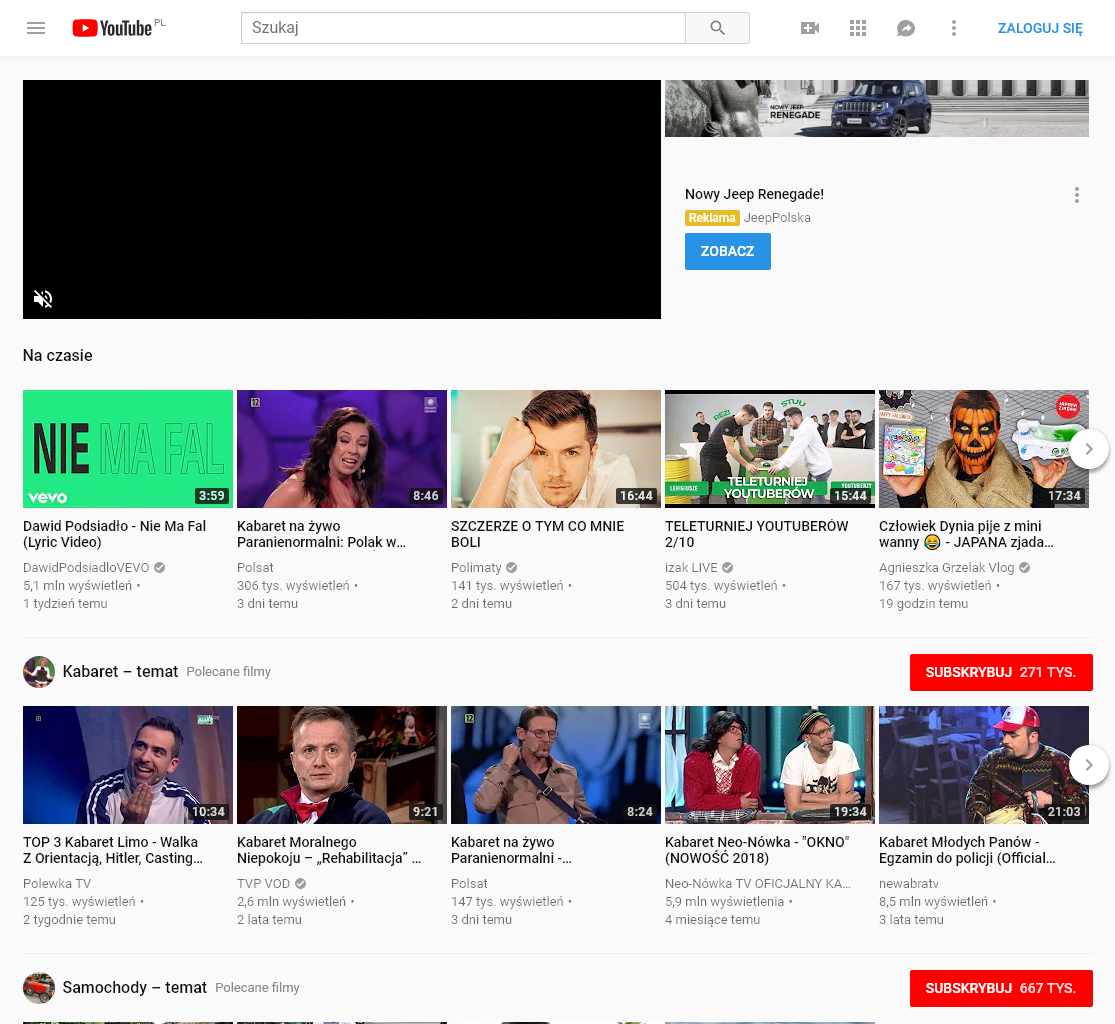 YouTube PL
Szukaj
ZALOGUJ SIĘ
NOWY JEEP
RENEGADE
Nowy Jeep Renegade!
Reklama JeepPolska
ZOBACZ
Na czasie
NIE MA FAL
vevo
3:59
12
8:46
16:44
REZI
STUU
LENIGIUSZE
YOUTUBERZY
TELETURNIEJ
YOUTUBERÓW
15:44
HAPPY HALLOWEEN
JAPANA
ZJADAM
17:34
Dawid Podsiadło - Nie Ma Fal
(Lyric Video)
DawidPodsiadloVEVO
5,1 mln wyświetleń •
1 tydzień temu
Kabaret na żywo
Paranienormalni: Polak w…
Polsat
306 tys. wyświetleń •
3 dni temu
SZCZERZE O TYM CO MNIE
BOLI
Polimaty
141 tys. wyświetleń •
2 dni temu
TELETURNIEJ YOUTUBERÓW
2/10
izak LIVE
504 tys. wyświetleń •
3 dni temu
Człowiek Dynia pije z mini
wanny 😂 - JAPANA zjada…
Agnieszka Grzelak Vlog
167 tys. wyświetleń •
19 godzin temu
Kabaret – temat Polecane filmy
SUBSKRYBUJ 271 TYS.
10:34
9:21
12
8:24
19:34
21:03
TOP 3 Kabaret Limo - Walka
Z Orientacją, Hitler, Casting…
Polewka TV
125 tys. wyświetleń •
2 tygodnie temu
Kabaret Moralnego
Niepokoju – „Rehabilitacja” …
TVP VOD
2,6 mln wyświetleń •
2 lata temu
Kabaret na żywo
Paranienormalni -…
Polsat
147 tys. wyświetleń •
3 dni temu
Kabaret Neo-Nówka - "OKNO"
(NOWOŚĆ 2018)
Neo-Nówka TV OFICJALNY KA…
5,9 mln wyświetlenia •
4 miesiące temu
Kabaret Młodych Panów -
Egzamin do policji (Official…
newabratv
8,5 mln wyświetleń •
3 lata temu
Samochody – temat Polecane filmy
SUBSKRYBUJ 667 TYS.